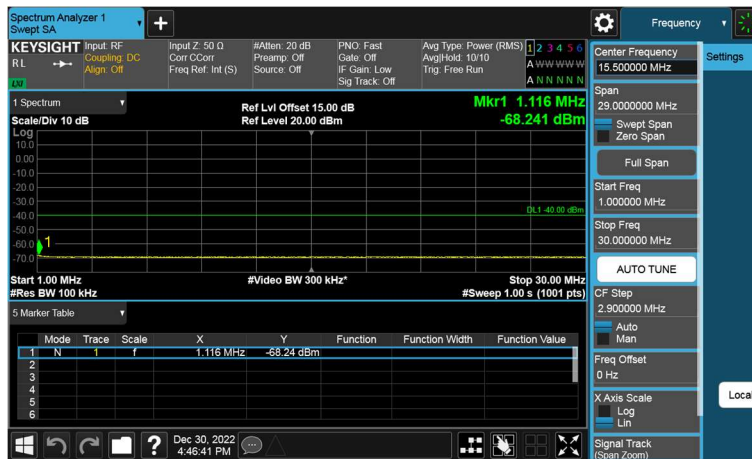 Spectrum Analyzer 1
Swept SA
Frequency
KEYSIGHT
RL
LXI
Input: RF
Coupling: DC
Align: Off
Input Z: 50 Ω
Corr CCorr
Freq Ref: Int (S)
#Atten: 20 dB
Preamp: Off
Source: Off
PNO: Fast
Gate: Off
IF Gain: Low
Sig Track: Off
Avg Type: Power (RMS)
Avg|Hold: 10/10
Trig: Free Run
1 2 3 4 5 6
A W W W W W
A N N N N N
1 Spectrum
Scale/Div 10 dB
Ref Lvl Offset 15.00 dB
Ref Level 20.00 dBm
Mkr1 1.116 MHz
-68.241 dBm
Log
10.0
0.00
-10.0
-20.0
-30.0
-40.0
-50.0
-60.0
-70.0
DL1 -40.00 dBm
1
Start 1.00 MHz
#Video BW 300 kHz*
Stop 30.00 MHz
#Res BW 100 kHz
#Sweep 1.00 s (1001 pts)
5 Marker Table
Mode Trace Scale X Y Function Function Width Function Value
1 N 1 f 1.116 MHz -68.24 dBm
2
3
4
5
6
Dec 30, 2022
4:46:41 PM
Center Frequency
15.500000 MHz
Settings
Span
29.0000000 MHz
Swept Span
Zero Span
Full Span
Start Freq
1.000000 MHz
Stop Freq
30.000000 MHz
AUTO TUNE
CF Step
2.900000 MHz
Auto
Man
Freq Offset
0 Hz
X Axis Scale
Log
Lin
Local
Signal Track
(Span Zoom)